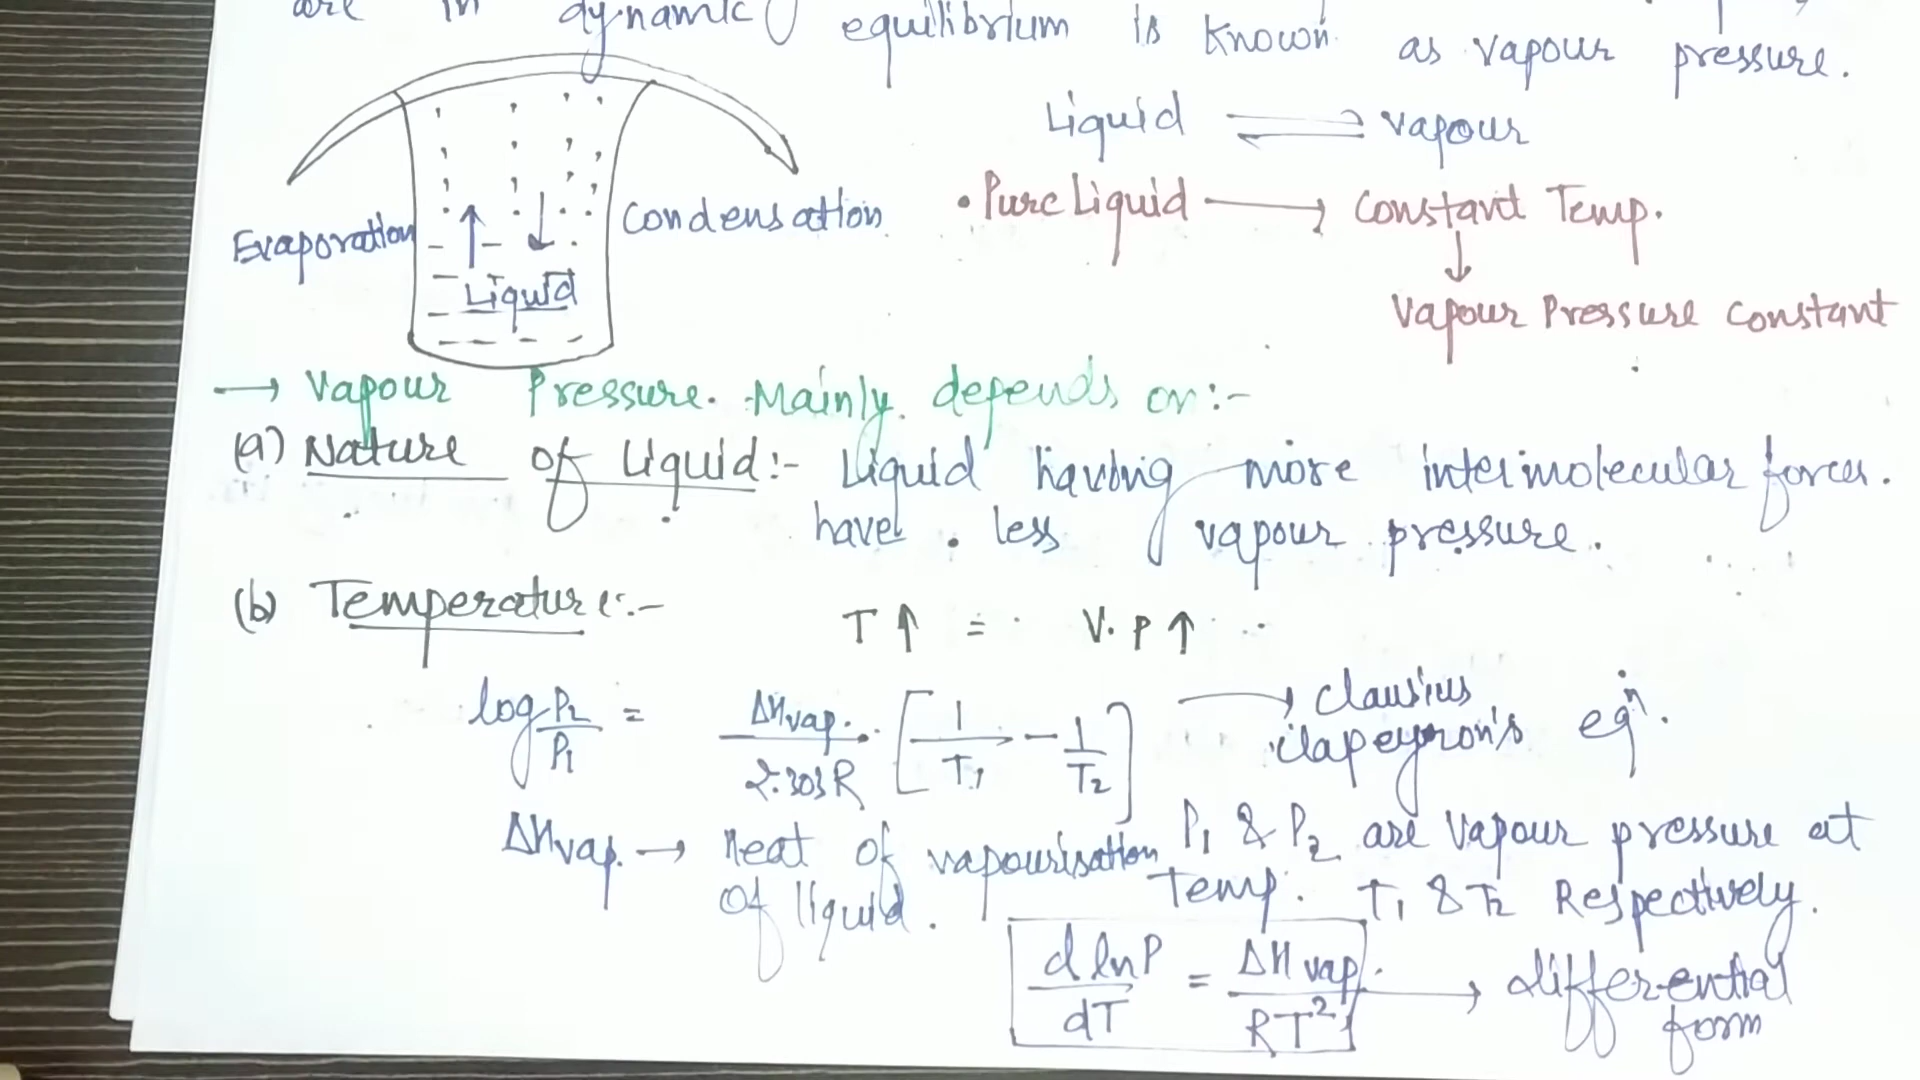 are in dynamic equilibrium is known as vapour pressure.
Liquid ⇌ vapour
Evaporation
Condensation
Liquid
• Pure Liquid → Constant Temp.
↓
Vapour Pressure constant
→ Vapour Pressure Mainly depends on:-
(a) Nature of Liquid:- Liquid having more intermolecular forces.
have less vapour pressure.
(b) Temperature:- T↑ = V.P↑
log P2/P1 = ΔHvap./2.303R [1/T1 - 1/T2] → Clausius
clapeyron's eqn.
ΔHvap. → Heat of vapourisation
of liquid.
P1 & P2 are vapour pressure at
Temp. T1 & T2 Respectively.
d lnP/dT = ΔHvap./RT² → differential
form